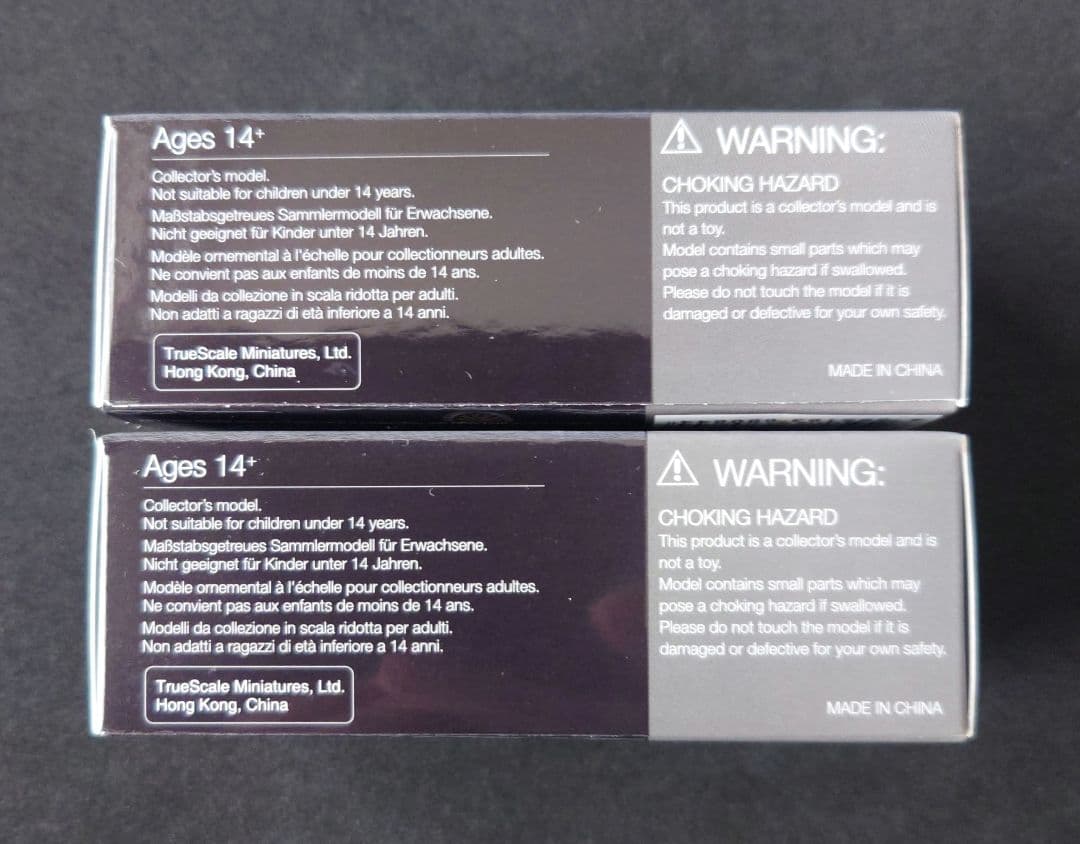 Ages 14+
Collector's model.
Not suitable for children under 14 years.
Maßstabsgetreues Sammlermodell für Erwachsene.
Nicht geeignet für Kinder unter 14 Jahren.
Modèle ornemental à l'échelle pour collectionneurs adultes.
Ne convient pas aux enfants de moins de 14 ans.
Modelli da collezione in scala ridotta per adulti.
Non adatti a ragazzi di età inferiore a 14 anni.
TrueScale Miniatures, Ltd.
Hong Kong, China
WARNING:
CHOKING HAZARD
This product is a collector's model and is
not a toy.
Model contains small parts which may
pose a choking hazard if swallowed.
Please do not touch the model if it is
damaged or defective for your own safety.
MADE IN CHINA
Ages 14+
Collector's model.
Not suitable for children under 14 years.
Maßstabsgetreues Sammlermodell für Erwachsene.
Nicht geeignet für Kinder unter 14 Jahren.
Modèle ornemental à l'échelle pour collectionneurs adultes.
Ne convient pas aux enfants de moins de 14 ans.
Modelli da collezione in scala ridotta per adulti.
Non adatti a ragazzi di età inferiore a 14 anni.
TrueScale Miniatures, Ltd.
Hong Kong, China
WARNING:
CHOKING HAZARD
This product is a collector's model and is
not a toy.
Model contains small parts which may
pose a choking hazard if swallowed.
Please do not touch the model if it is
damaged or defective for your own safety.
MADE IN CHINA